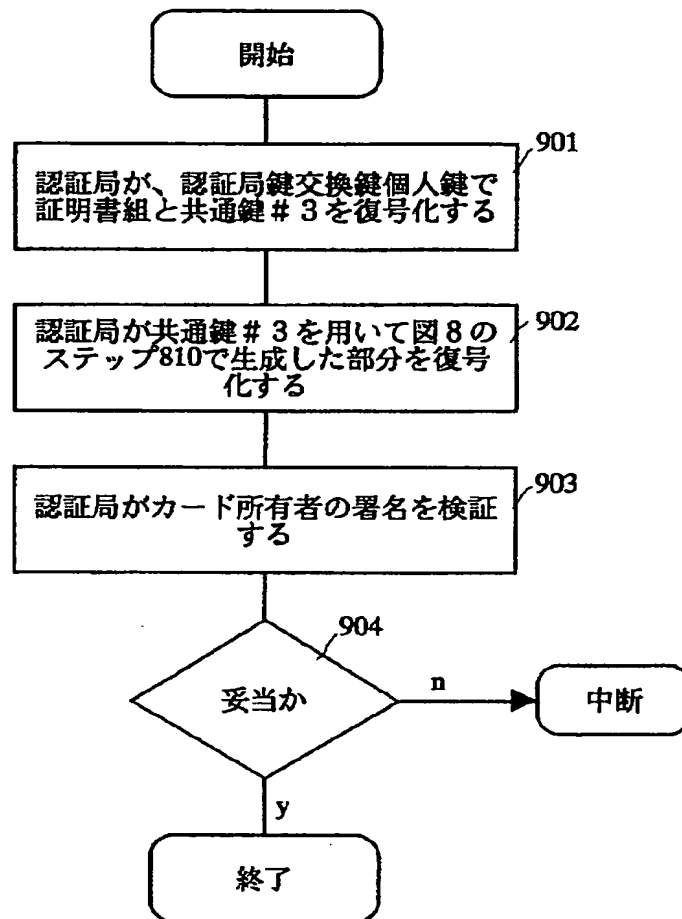 開始
901
認証局が、認証局鍵交換鍵個人鍵で
証明書組と共通鍵＃３を復号化する
902
認証局が共通鍵＃３を用いて図８の
ステップ810で生成した部分を復号
化する
903
認証局がカード所有者の署名を検証
する
904
妥当か
n
中断
y
終了